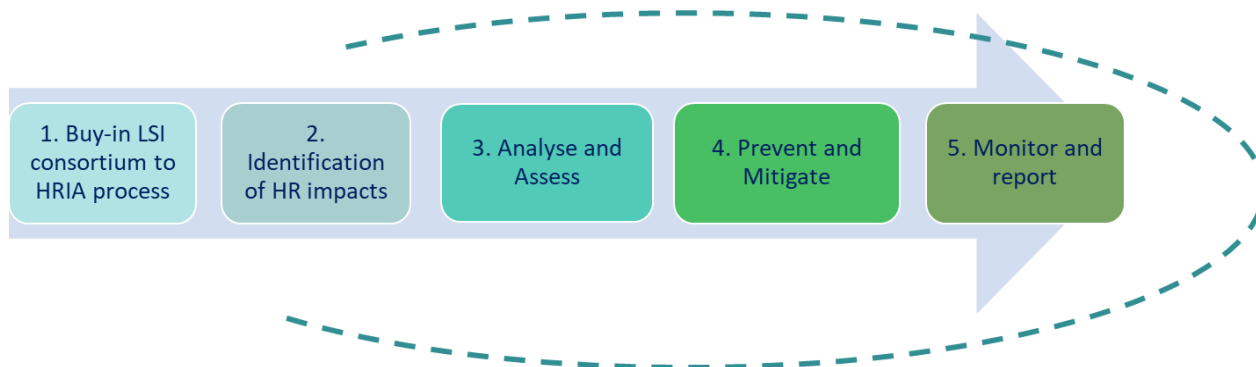 1. Buy-in LSI
consortium to
HRIA process
2.
Identification
of HR impacts
3. Analyse and
Assess
4. Prevent and
Mitigate
5. Monitor and
report